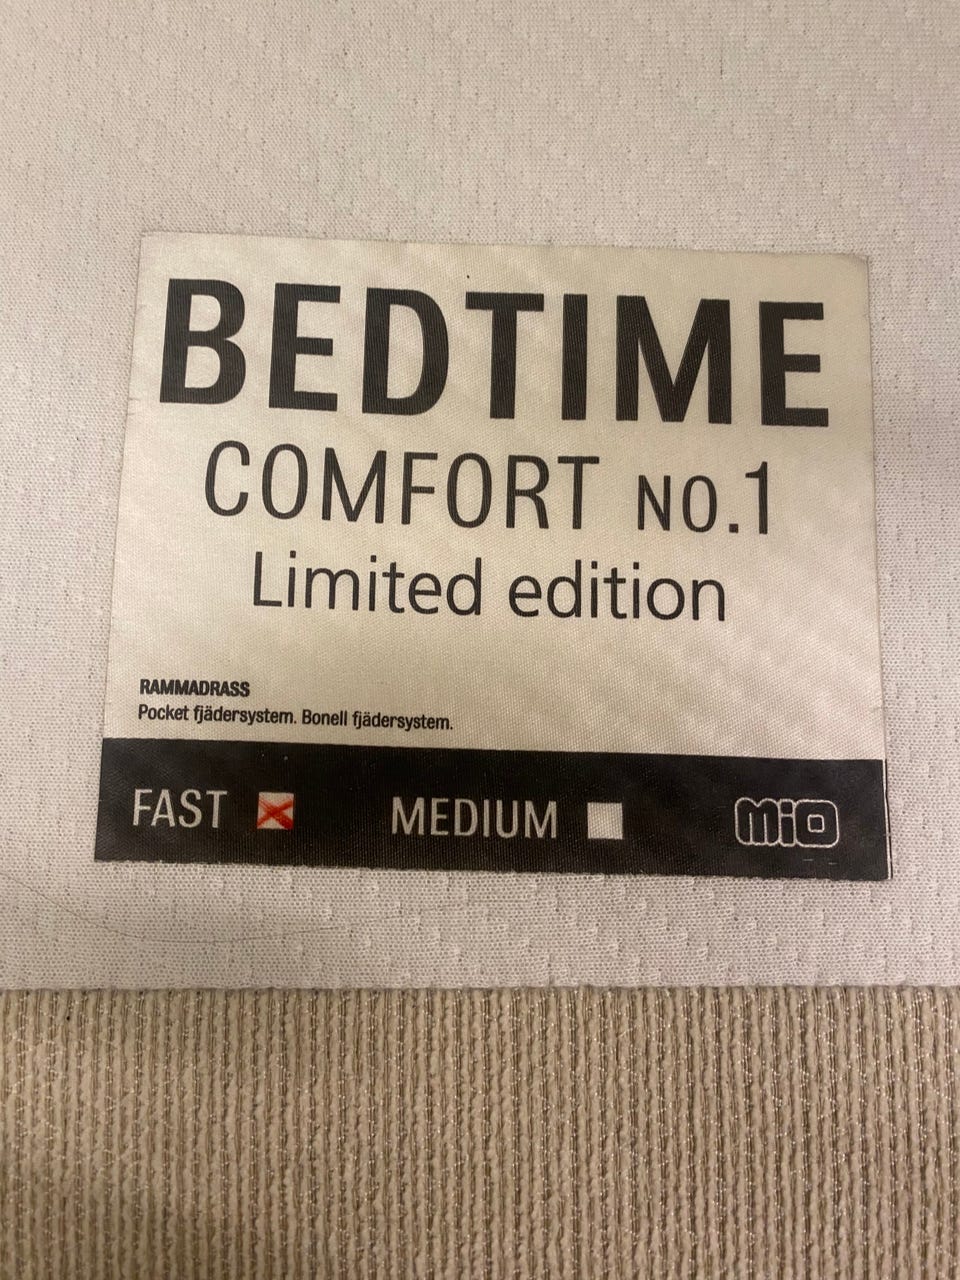 BEDTIME
COMFORT NO.1
Limited edition
RAMMADRASS
Pocket fjädersystem. Bonell fjädersystem.
FAST MEDIUM mio